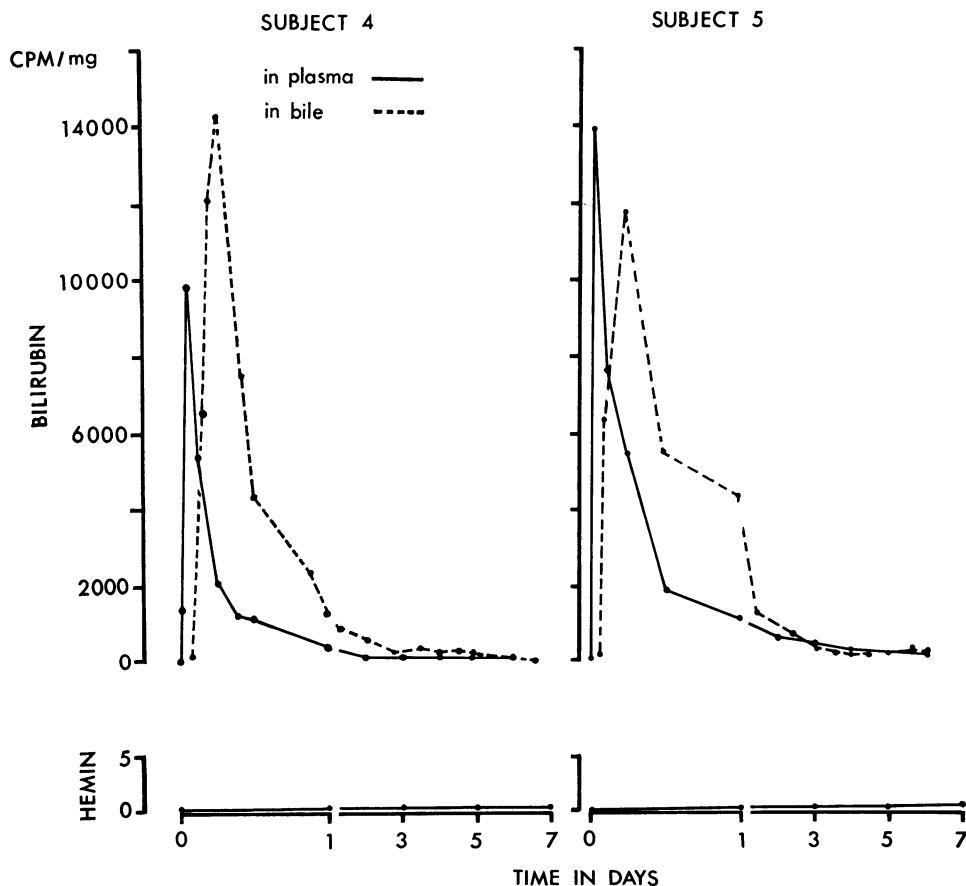 SUBJECT 4
SUBJECT 5
CPM/mg
in plasma
in bile
14000
10000
6000
2000
0
BILIRUBIN
HEMIN
5
0
0 1 3 5 7
0 1 3 5 7
TIME IN DAYS